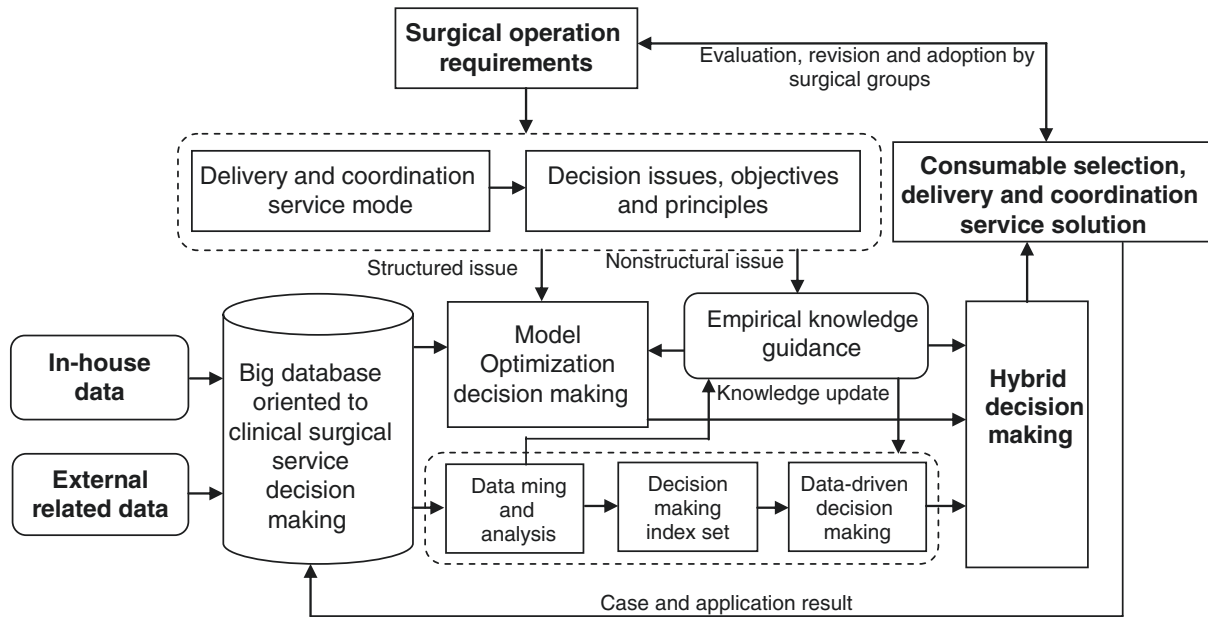 Surgical operation
requirements
Evaluation, revision and adoption by
surgical groups
Delivery and coordination
service mode
Decision issues, objectives
and principles
Consumable selection,
delivery and coordination
service solution
Structured issue
Nonstructural issue
In-house
data
External
related data
Big database
oriented to
clinical surgical
service
decision
making
Model
Optimization
decision making
Empirical knowledge
guidance
Knowledge update
Hybrid
decision
making
Data ming
and
analysis
Decision
making
index set
Data-driven
decision
making
Case and application result